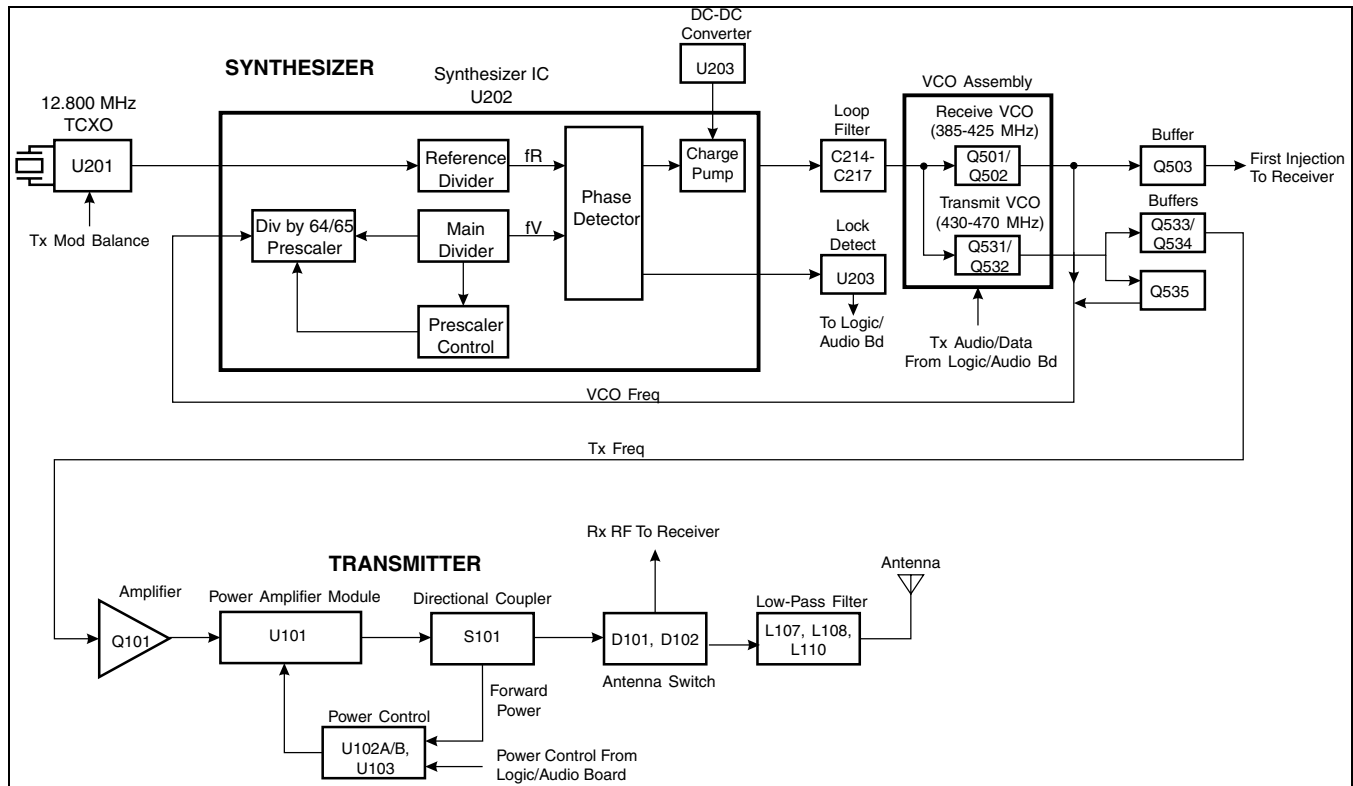 DC-DC
Converter
U203
SYNTHESIZER
Synthesizer IC
U202
VCO Assembly
12.800 MHz
TCXO
U201
Tx Mod Balance
Reference
Divider
fR
Div by 64/65
Prescaler
Main
Divider
fV
Prescaler
Control
Phase
Detector
Charge
Pump
Loop
Filter
C214-
C217
Lock
Detect
U203
To Logic/
Audio Bd
Receive VCO
(385-425 MHz)
Q501/
Q502
Transmit VCO
(430-470 MHz)
Q531/
Q532
Tx Audio/Data
From Logic/Audio Bd
Buffer
Q503
First Injection
To Receiver
Buffers
Q533/
Q534
Q535
VCO Freq
Tx Freq
Rx RF To Receiver
TRANSMITTER
Antenna
Amplifier
Q101
Power Amplifier Module
U101
Directional Coupler
S101
D101, D102
Antenna Switch
Low-Pass Filter
L107, L108,
L110
Forward
Power
Power Control
U102A/B,
U103
Power Control From
Logic/Audio Board